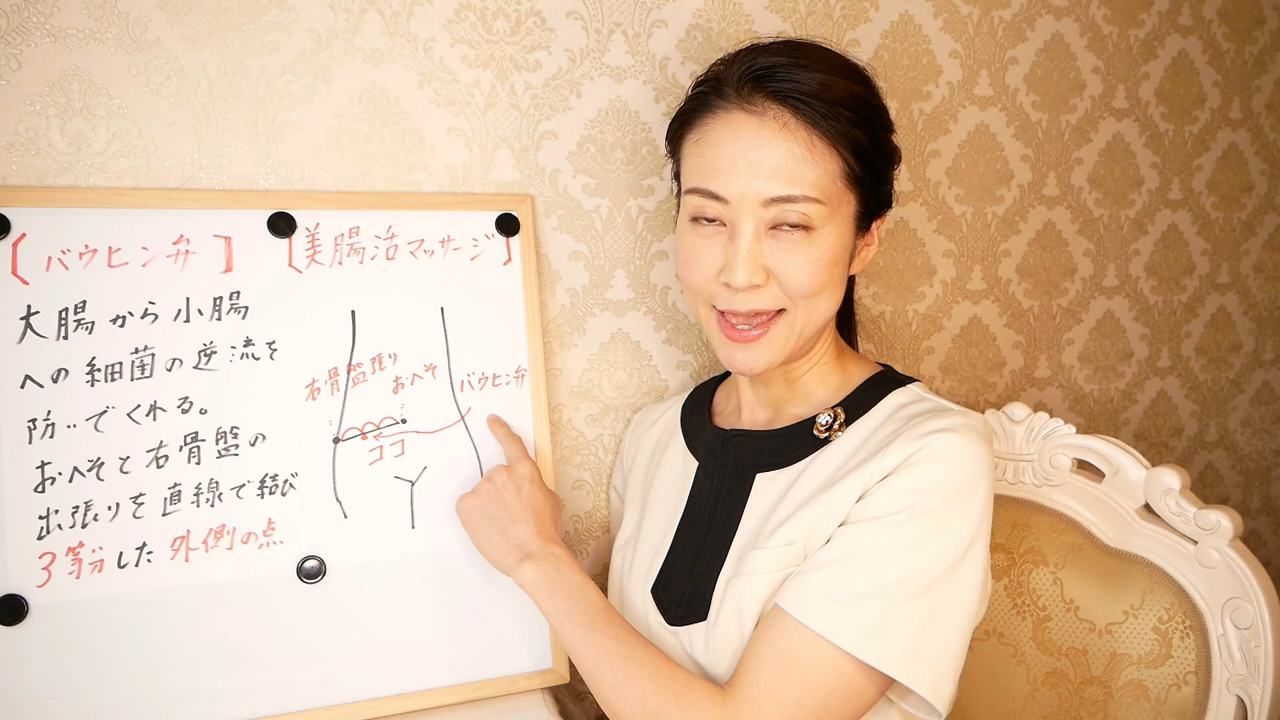 【バウヒン弁】
大腸から小腸
への細菌の逆流を
防いでくれる。
おへそと右骨盤の
出張りを直線で結び
3等分した外側の点
【美腸活マッサージ】
右骨盤張り
おへそ
バウヒン弁
ココ